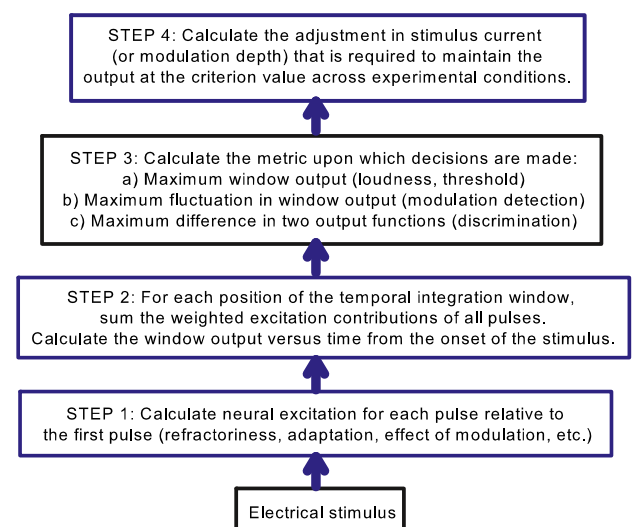 STEP 4: Calculate the adjustment in stimulus current
(or modulation depth) that is required to maintain the
output at the criterion value across experimental conditions.
STEP 3: Calculate the metric upon which decisions are made:
a) Maximum window output (loudness, threshold)
b) Maximum fluctuation in window output (modulation detection)
c) Maximum difference in two output functions (discrimination)
STEP 2: For each position of the temporal integration window,
sum the weighted excitation contributions of all pulses.
Calculate the window output versus time from the onset of the stimulus.
STEP 1: Calculate neural excitation for each pulse relative to
the first pulse (refractoriness, adaptation, effect of modulation, etc.)
Electrical stimulus